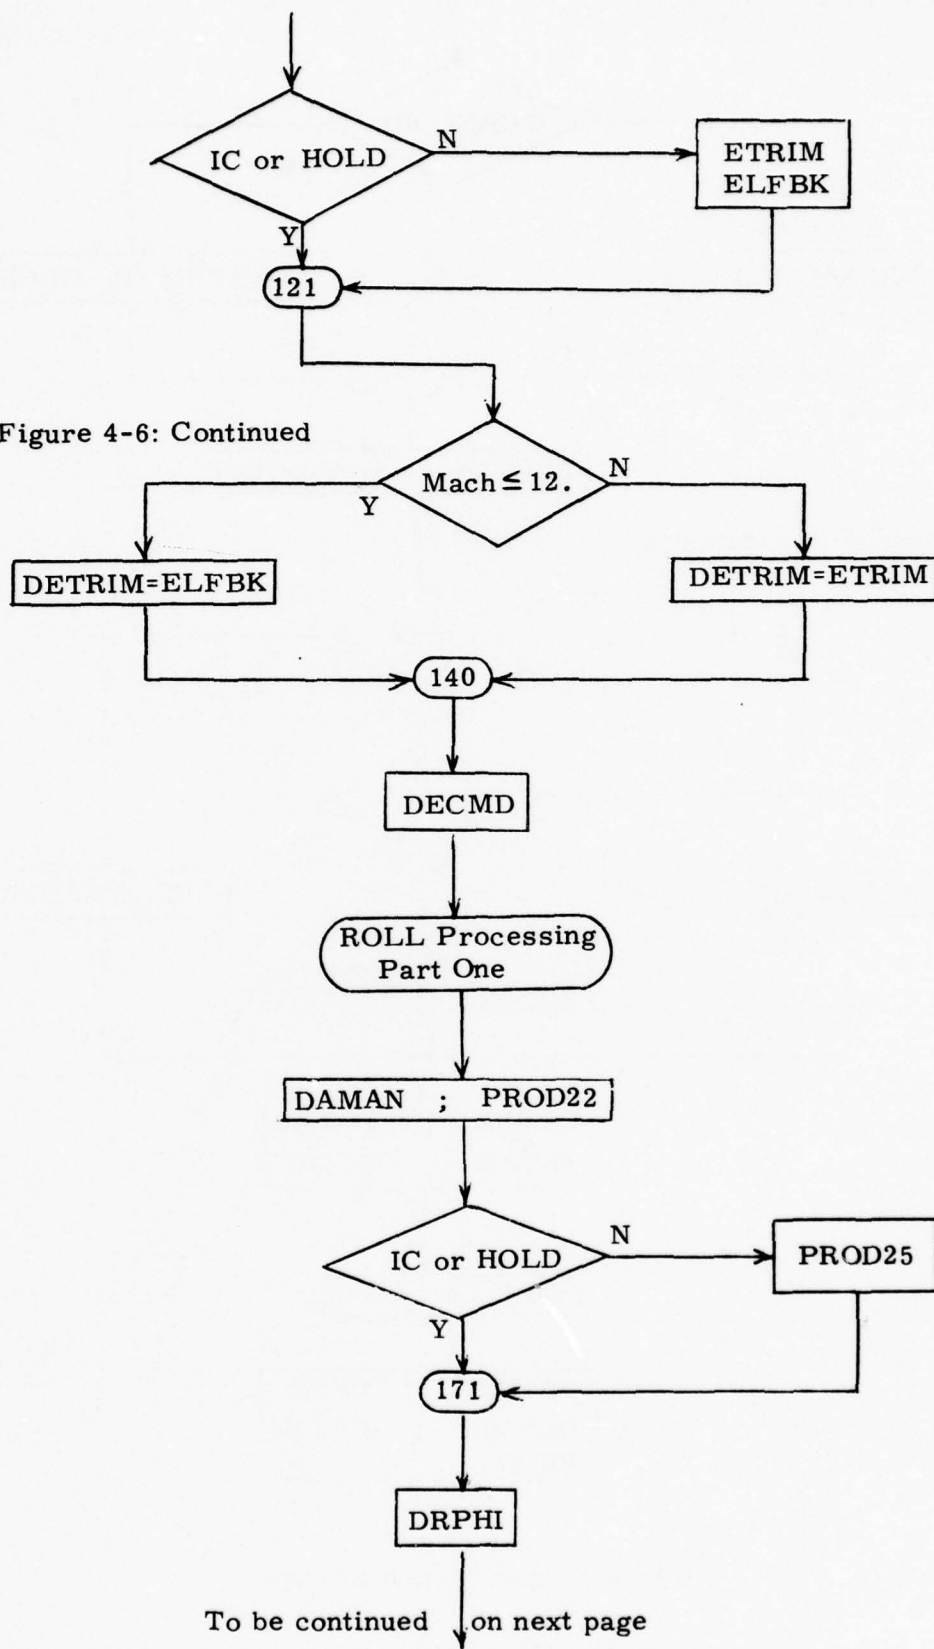 IC or HOLD
N
ETRIM
ELFBK
Y
121
Figure 4-6: Continued
Mach ≤ 12.
Y
N
DETRIM=ELFBK
DETRIM=ETRIM
140
DECMD
ROLL Processing
Part One
DAMAN ; PROD22
IC or HOLD
N
PROD25
Y
171
DRPHI
To be continued on next page